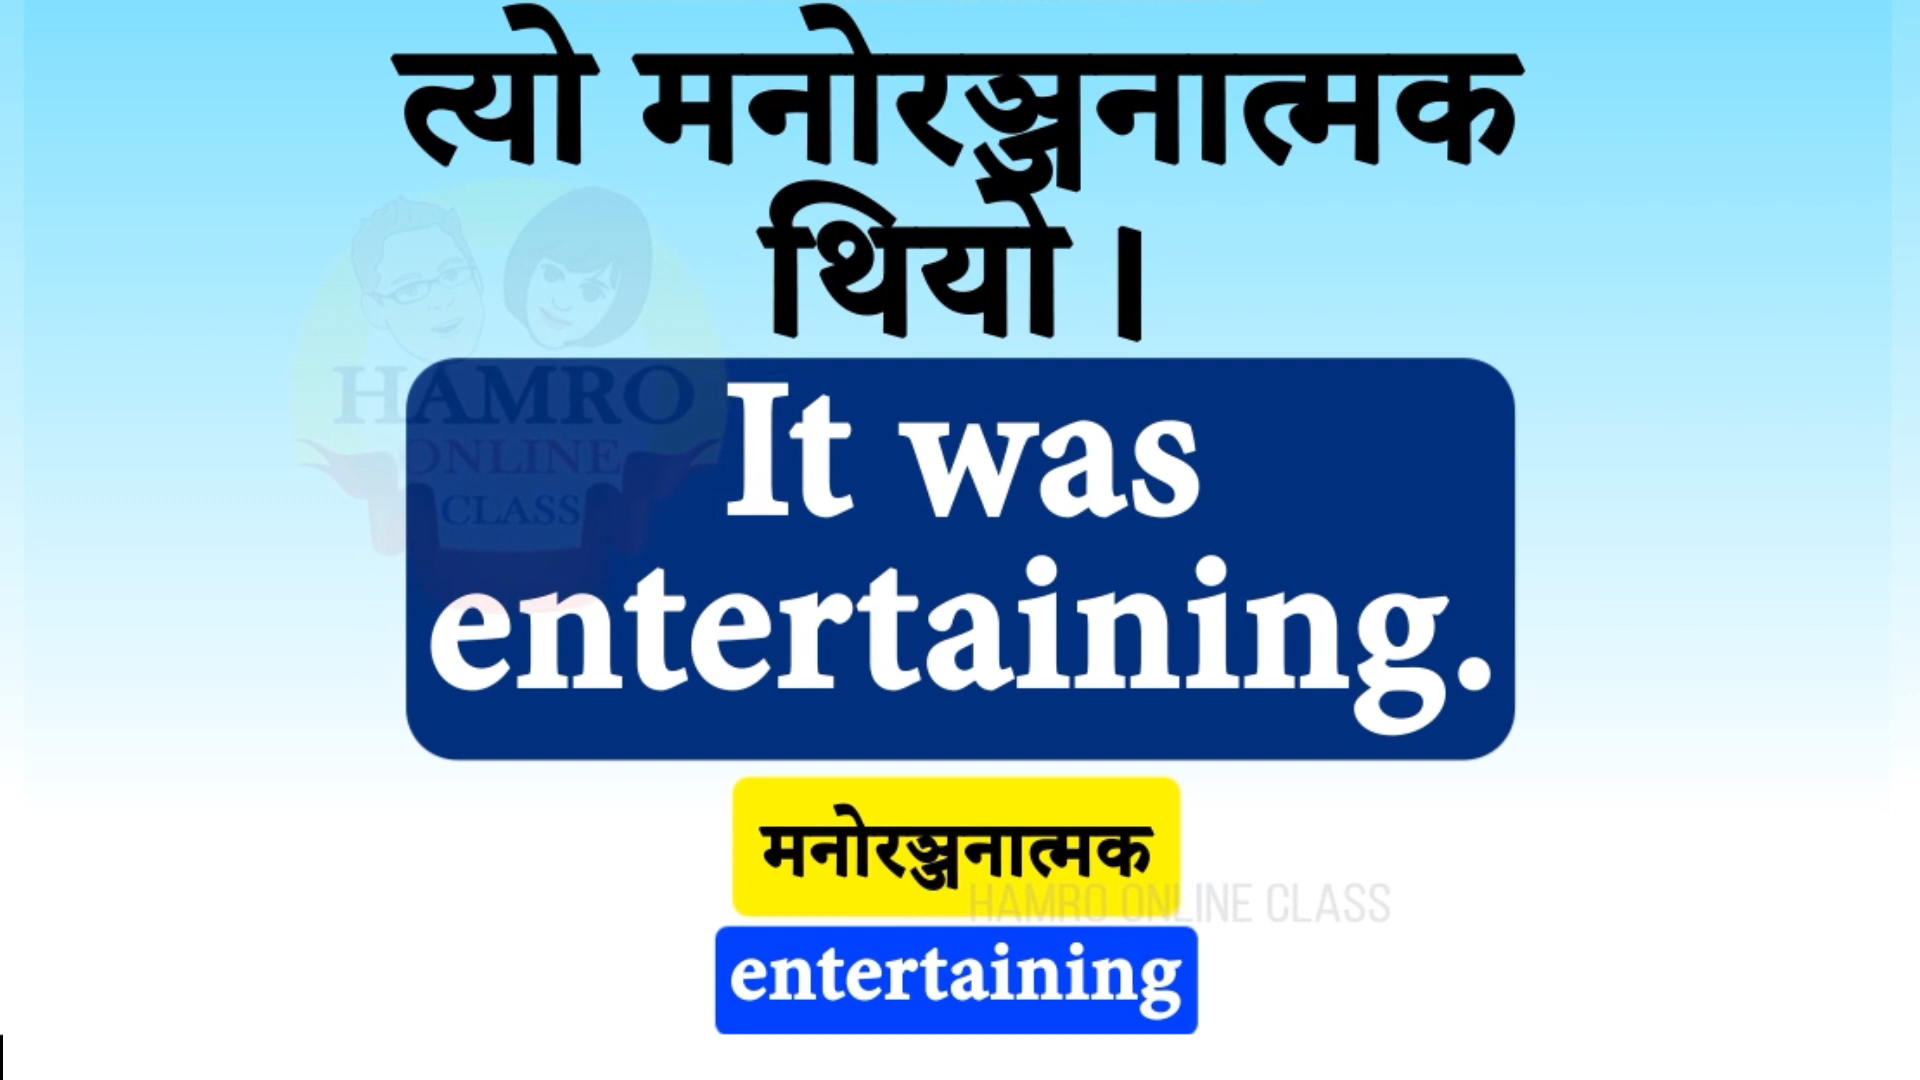 त्यो मनोरञ्जनात्मक
थियो ।
HAMRO
ONLINE
CLASS
It was
entertaining.
मनोरञ्जनात्मक
HAMRO ONLINE CLASS
entertaining